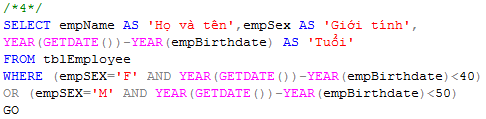 /*4*/
SELECT empName AS 'Họ và tên',empSex AS 'Giới tính',
YEAR(GETDATE())-YEAR(empBirthdate) AS 'Tuổi'
FROM tblEmployee
WHERE (empSEX='F' AND YEAR(GETDATE())-YEAR(empBirthdate)<40)
OR (empSEX='M' AND YEAR(GETDATE())-YEAR(empBirthdate)<50)
GO